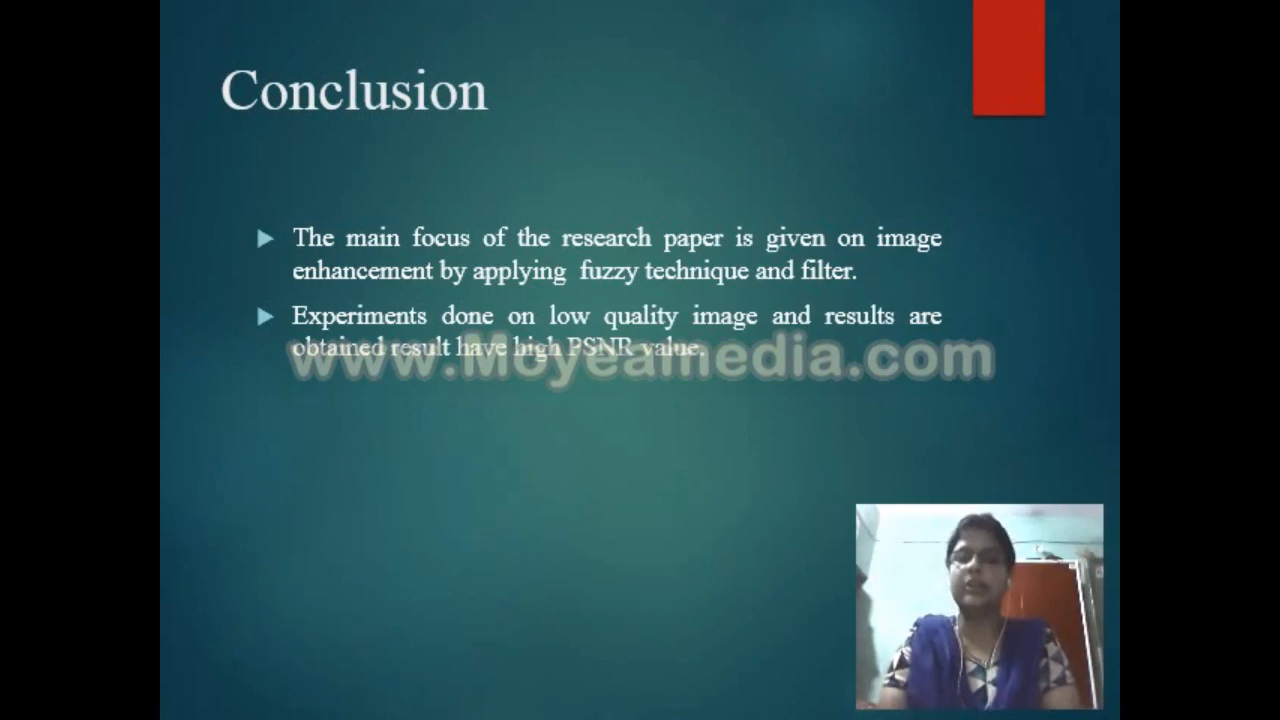 Conclusion
The main focus of the research paper is given on image
enhancement by applying fuzzy technique and filter.
Experiments done on low quality image and results are
obtained result have high PSNR value.
www.Moyeamedia.com